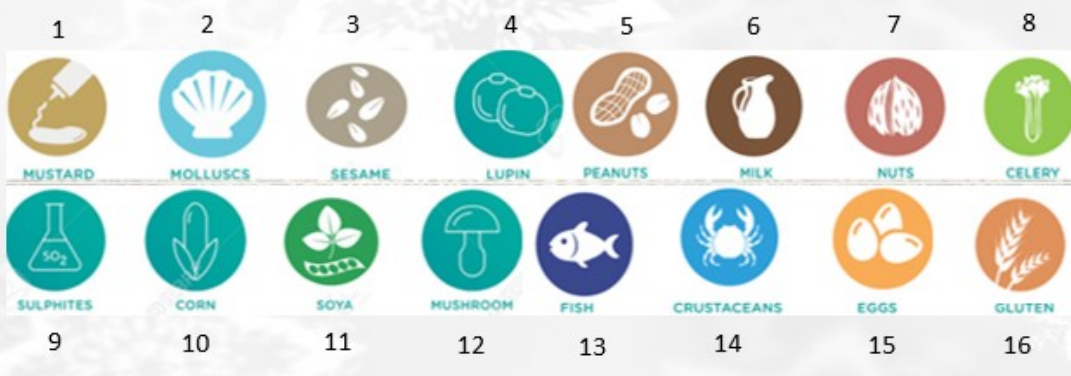 1 2 3 4 5 6 7 8
MUSTARD MOLLUSCS SESAME LUPIN PEANUTS MILK NUTS CELERY
SO2
SULPHITES CORN SOYA MUSHROOM FISH CRUSTACEANS EGGS GLUTEN
9 10 11 12 13 14 15 16